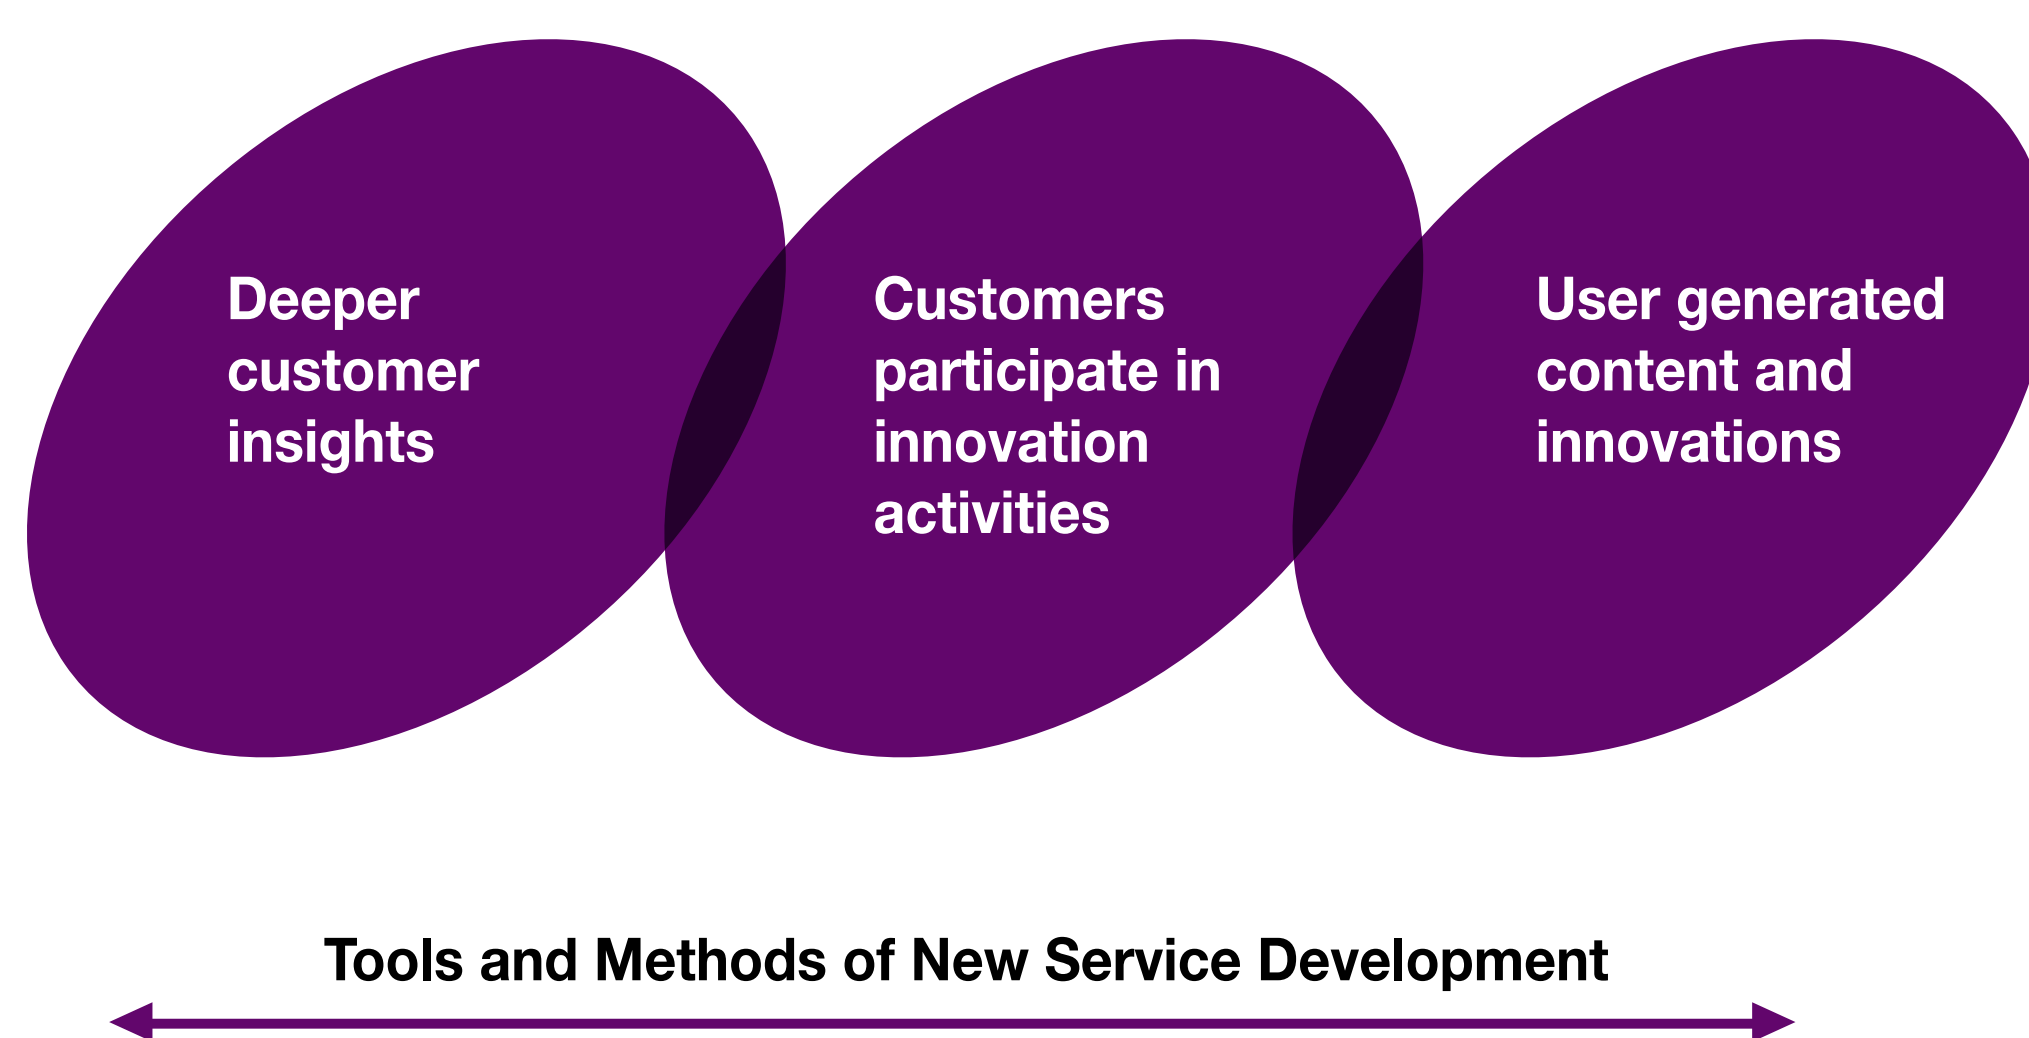 Deeper
customer
insights
Customers
participate in
innovation
activities
User generated
content and
innovations
Tools and Methods of New Service Development